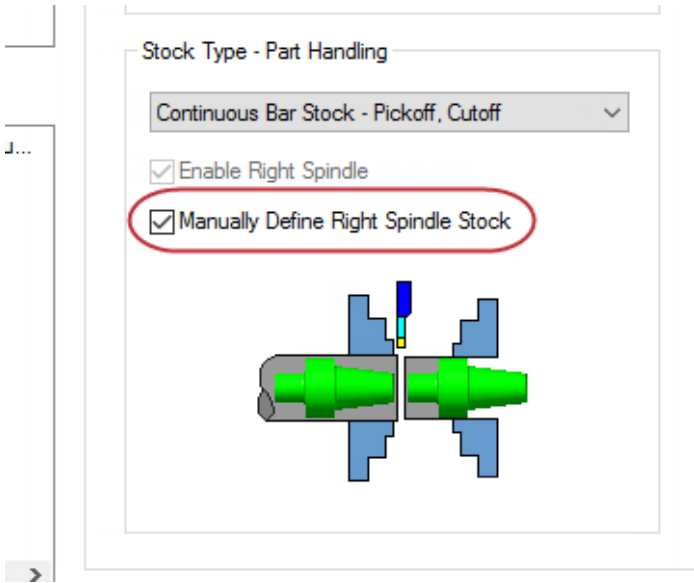 Stock Type - Part Handling
Continuous Bar Stock - Pickoff, Cutoff
Enable Right Spindle
Manually Define Right Spindle Stock